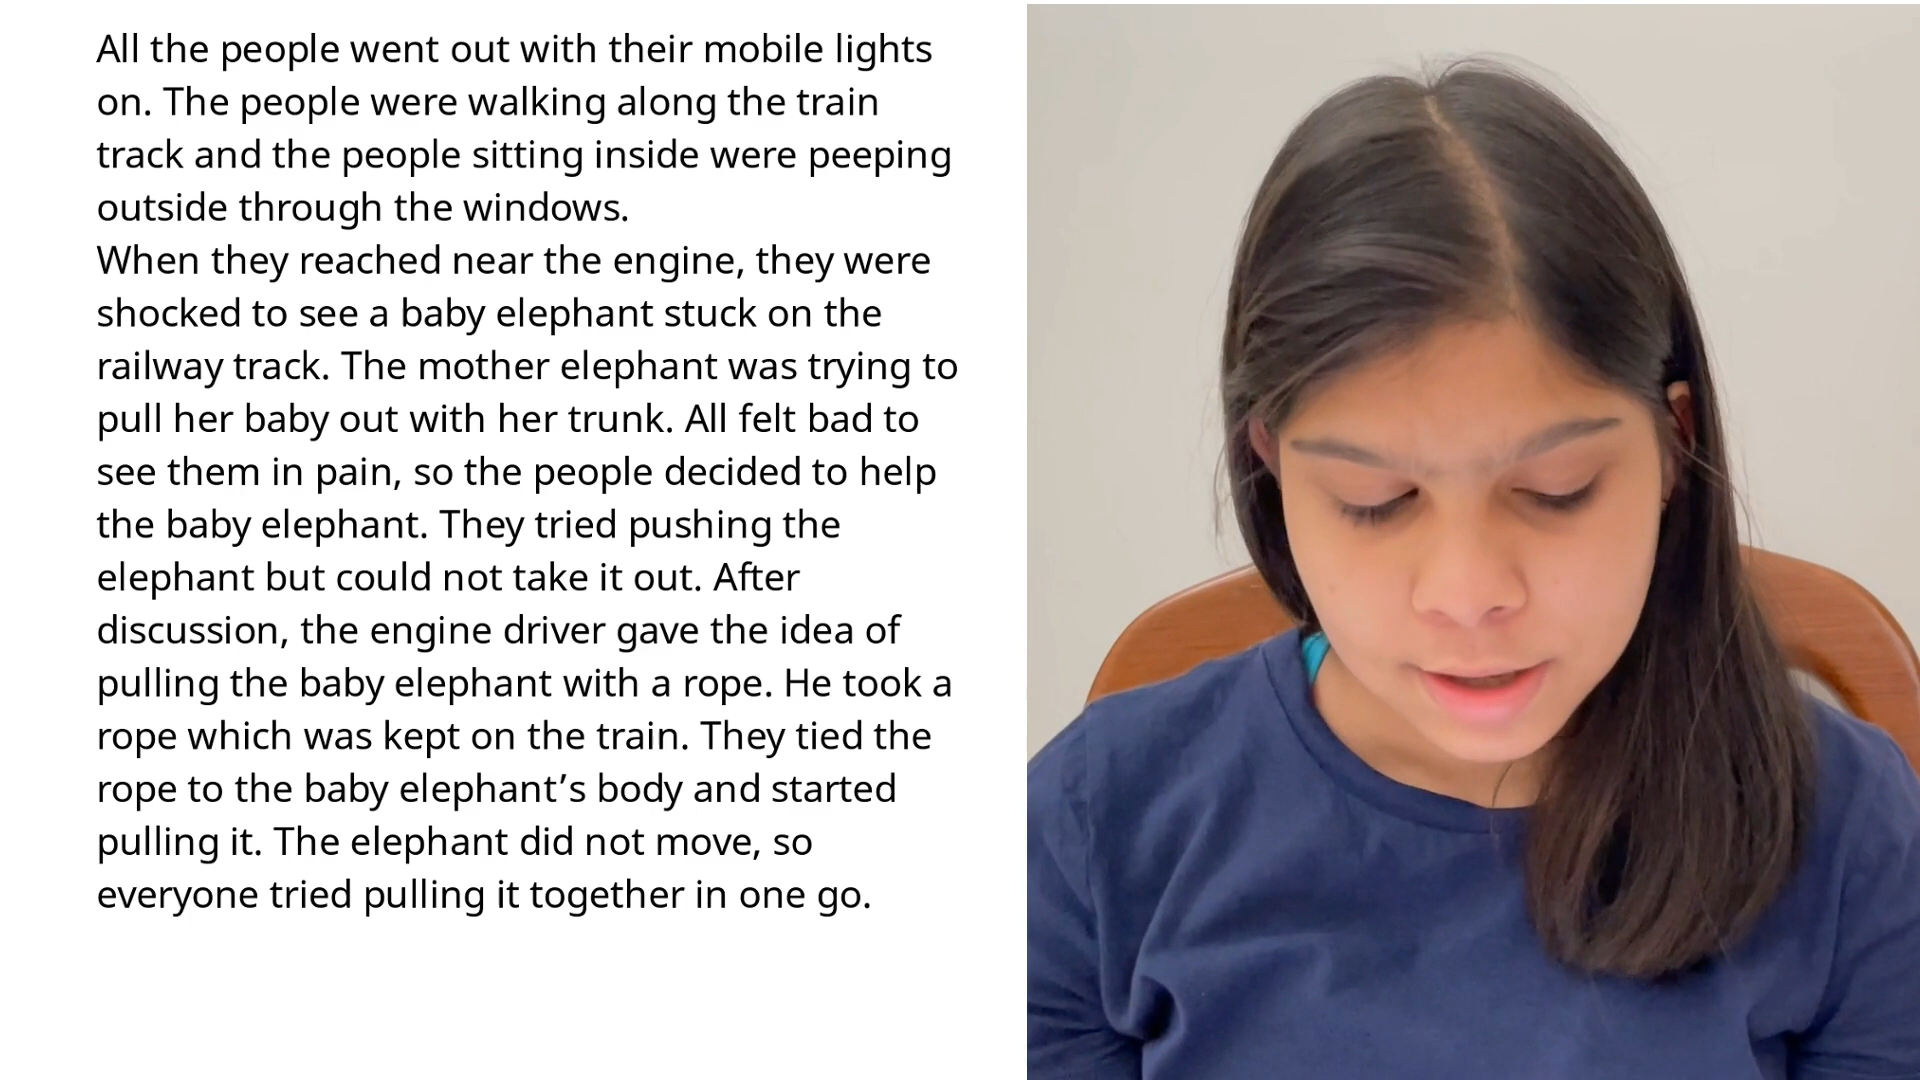 All the people went out with their mobile lights
on. The people were walking along the train
track and the people sitting inside were peeping
outside through the windows.
When they reached near the engine, they were
shocked to see a baby elephant stuck on the
railway track. The mother elephant was trying to
pull her baby out with her trunk. All felt bad to
see them in pain, so the people decided to help
the baby elephant. They tried pushing the
elephant but could not take it out. After
discussion, the engine driver gave the idea of
pulling the baby elephant with a rope. He took a
rope which was kept on the train. They tied the
rope to the baby elephant’s body and started
pulling it. The elephant did not move, so
everyone tried pulling it together in one go.